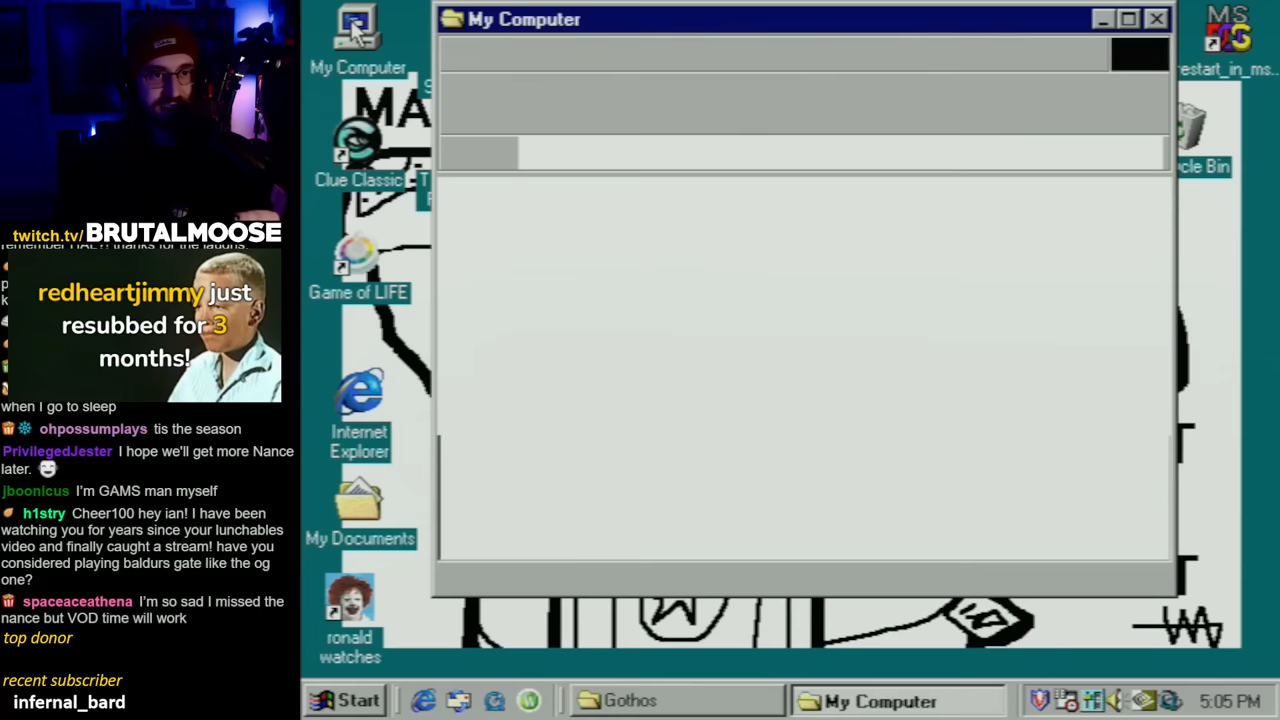 My Computer
MS
My Computer
restart_in_ms...
MA
cle Bin
Clue Classic
twitch.tv/BRUTALMOOSE
redheartjimmy just
resubbed for 3
months!
Game of LIFE
when I go to sleep
ohpossumplays tis the season
PrivilegedJester I hope we'll get more Nance
later.
jboonicus I'm GAMS man myself
h1stry Cheer100 hey ian! I have been
watching you for years since your lunchables
video and finally caught a stream! have you
considered playing baldurs gate like the og
one?
spaceaceathena I'm so sad I missed the
nance but VOD time will work
top donor
recent subscriber
infernal_bard
Internet
Explorer
My Documents
ronald
watches
Start
Gothos
My Computer
5:05 PM